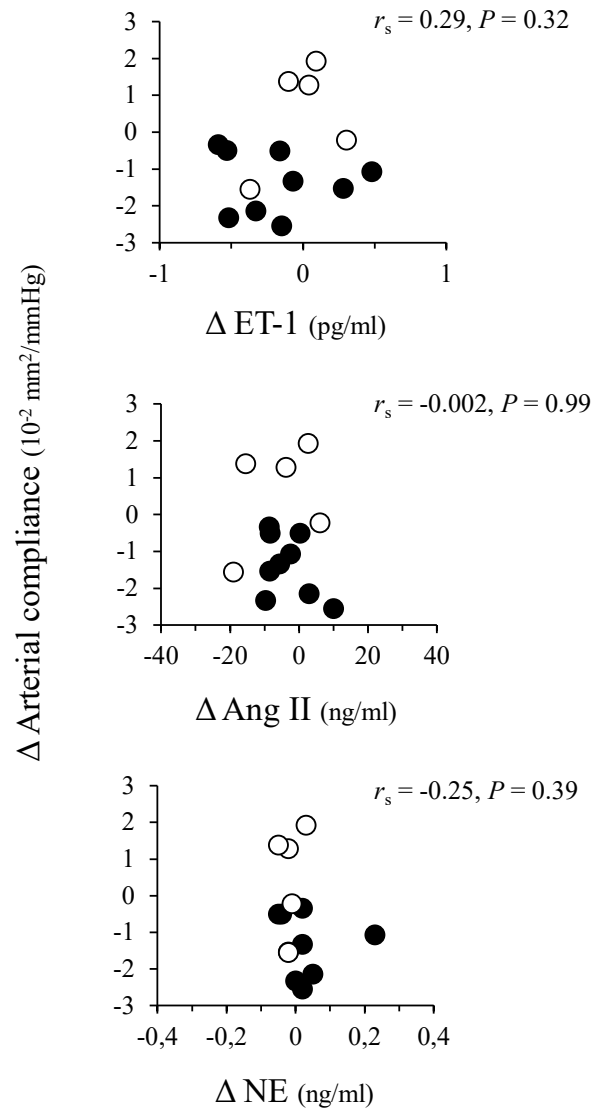 r_s = 0.29, P = 0.32
3
2
1
0
-1
-2
-3
-1 0 1
Δ ET-1 (pg/ml)
Δ Arterial compliance (10⁻² mm²/mmHg)
r_s = -0.002, P = 0.99
3
2
1
0
-1
-2
-3
-40 -20 0 20 40
Δ Ang II (ng/ml)
r_s = -0.25, P = 0.39
3
2
1
0
-1
-2
-3
-0,4 -0,2 0 0,2 0,4
Δ NE (ng/ml)